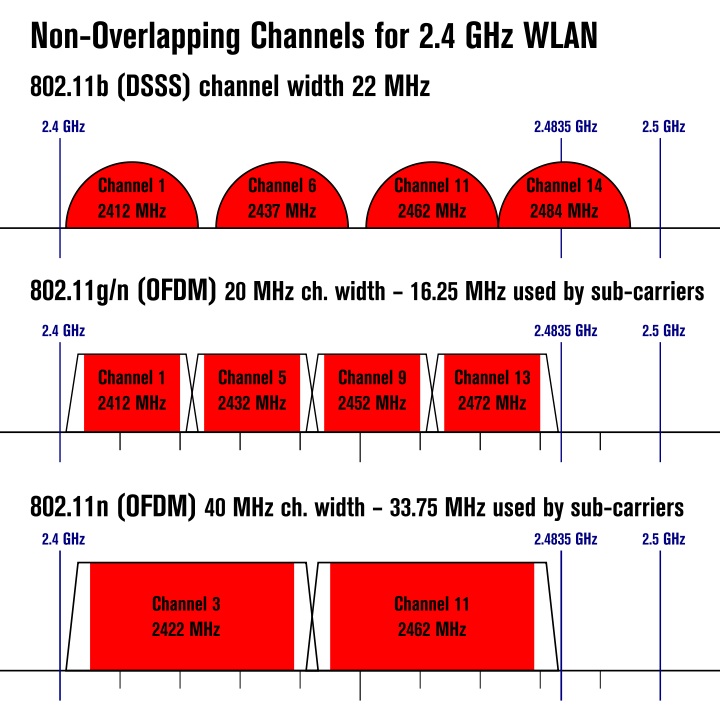 Non-Overlapping Channels for 2.4 GHz WLAN
802.11b (DSSS) channel width 22 MHz
2.4 GHz 2.4835 GHz 2.5 GHz
Channel 1 Channel 6 Channel 11 Channel 14
2412 MHz 2437 MHz 2462 MHz 2484 MHz
802.11g/n (OFDM) 20 MHz ch. width – 16.25 MHz used by sub-carriers
2.4 GHz 2.4835 GHz 2.5 GHz
Channel 1 Channel 5 Channel 9 Channel 13
2412 MHz 2432 MHz 2452 MHz 2472 MHz
802.11n (OFDM) 40 MHz ch. width – 33.75 MHz used by sub-carriers
2.4 GHz 2.4835 GHz 2.5 GHz
Channel 3 Channel 11
2422 MHz 2462 MHz